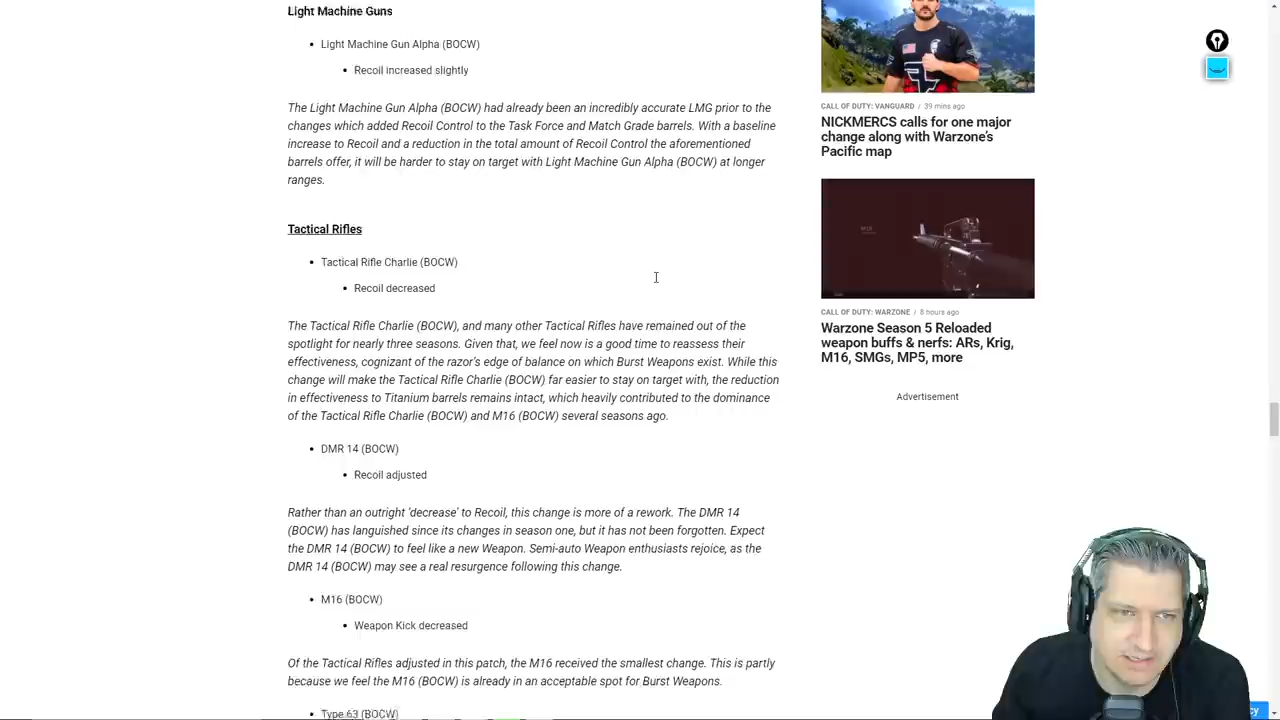 Light Machine Guns
Light Machine Gun Alpha (BOCW)
Recoil increased slightly
The Light Machine Gun Alpha (BOCW) had already been an incredibly accurate LMG prior to the
changes which added Recoil Control to the Task Force and Match Grade barrels. With a baseline
increase to Recoil and a reduction in the total amount of Recoil Control the aforementioned
barrels offer, it will be harder to stay on target with Light Machine Gun Alpha (BOCW) at longer
ranges.
Tactical Rifles
Tactical Rifle Charlie (BOCW)
Recoil decreased
The Tactical Rifle Charlie (BOCW), and many other Tactical Rifles have remained out of the
spotlight for nearly three seasons. Given that, we feel now is a good time to reassess their
effectiveness, cognizant of the razor's edge of balance on which Burst Weapons exist. While this
change will make the Tactical Rifle Charlie (BOCW) far easier to stay on target with, the reduction
in effectiveness to Titanium barrels remains intact, which heavily contributed to the dominance
of the Tactical Rifle Charlie (BOCW) and M16 (BOCW) several seasons ago.
DMR 14 (BOCW)
Recoil adjusted
Rather than an outright 'decrease' to Recoil, this change is more of a rework. The DMR 14
(BOCW) has languished since its changes in season one, but it has not been forgotten. Expect
the DMR 14 (BOCW) to feel like a new Weapon. Semi-auto Weapon enthusiasts rejoice, as the
DMR 14 (BOCW) may see a real resurgence following this change.
M16 (BOCW)
Weapon Kick decreased
Of the Tactical Rifles adjusted in this patch, the M16 received the smallest change. This is partly
because we feel the M16 (BOCW) is already in an acceptable spot for Burst Weapons.
Type 63 (BOCW)
CALL OF DUTY: VANGUARD / 39 mins ago
NICKMERCS calls for one major
change along with Warzone's
Pacific map
CALL OF DUTY: WARZONE / 8 hours ago
Warzone Season 5 Reloaded
weapon buffs & nerfs: ARs, Krig,
M16, SMGs, MP5, more
Advertisement